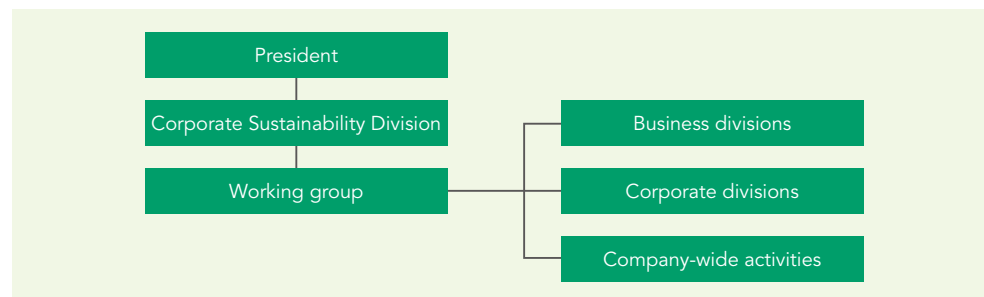 President
Corporate Sustainability Division
Working group
Business divisions
Corporate divisions
Company-wide activities